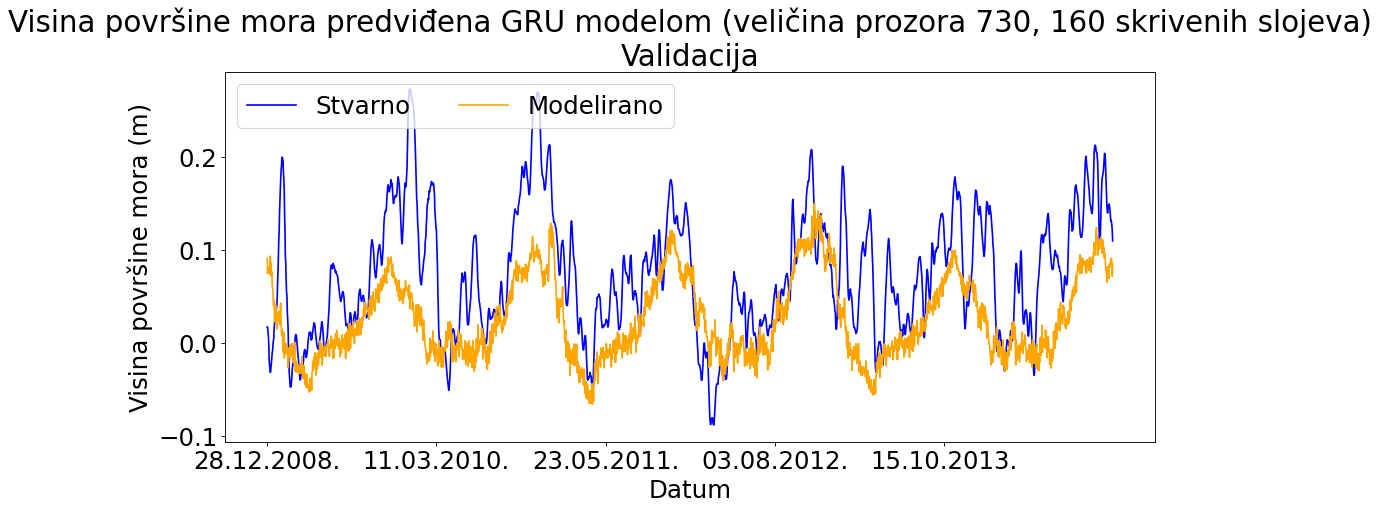 Visina površine mora predviđena GRU modelom (veličina prozora 730, 160 skrivenih slojeva)
Validacija
Stvarno Modelirano
Visina površine mora (m)
0.2
0.1
0.0
−0.1
28.12.2008. 11.03.2010. 23.05.2011. 03.08.2012. 15.10.2013.
Datum